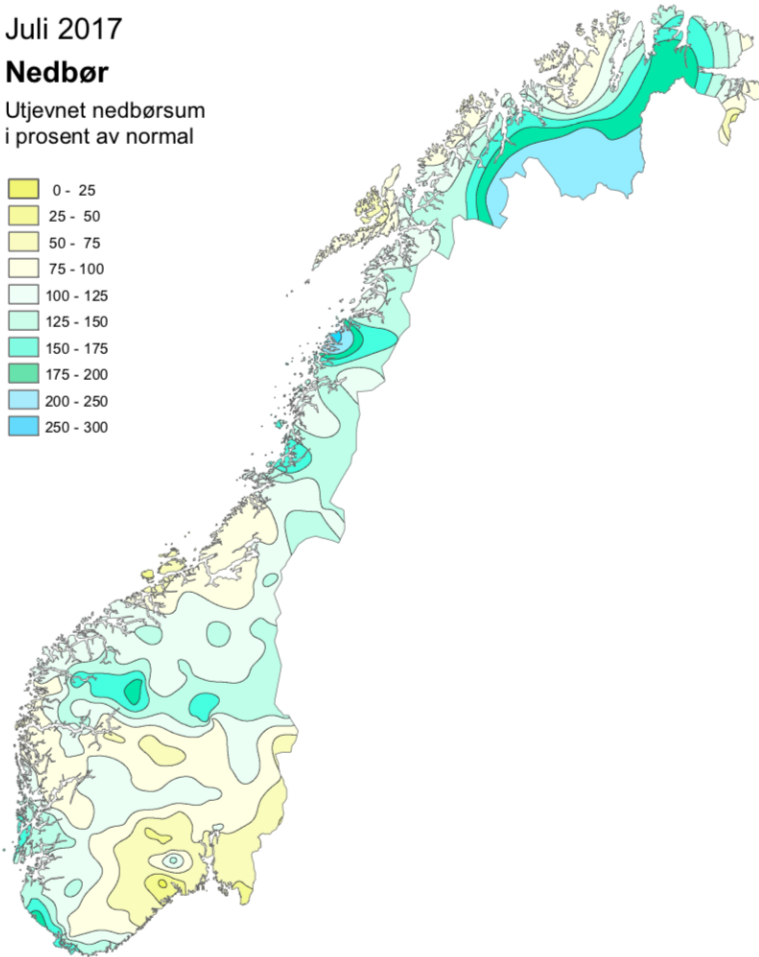 Juli 2017
Nedbør
Utjevnet nedbørsum
i prosent av normal
0 - 25
25 - 50
50 - 75
75 - 100
100 - 125
125 - 150
150 - 175
175 - 200
200 - 250
250 - 300